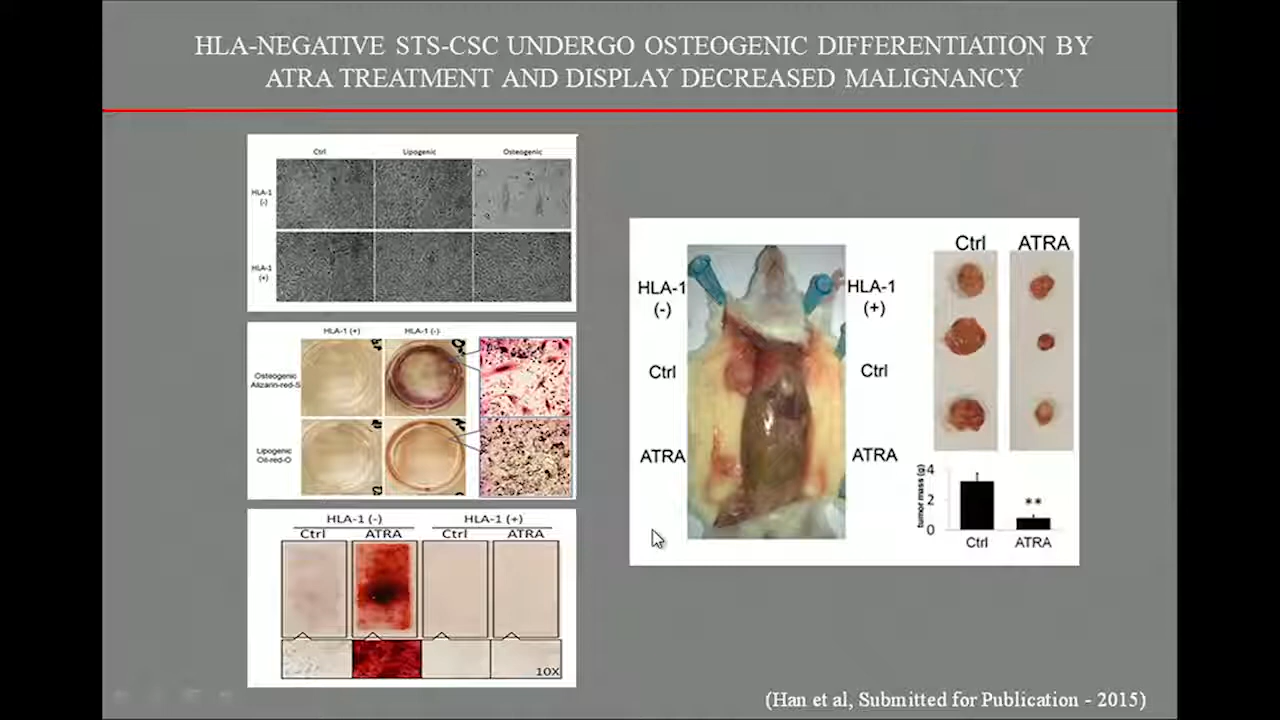 HLA-NEGATIVE STS-CSC UNDERGO OSTEOGENIC DIFFERENTIATION BY
ATRA TREATMENT AND DISPLAY DECREASED MALIGNANCY
Ctrl Lipogenic Osteogenic
HLA-1
(-)
HLA-1
(+)
HLA-1 (+) HLA-1 (-)
Osteogenic
Alizarin-red-S
Lipogenic
Oil-red-O
HLA-1 (-) HLA-1 (+)
Ctrl ATRA Ctrl ATRA
10X
HLA-1
(-)
Ctrl
ATRA
HLA-1
(+)
Ctrl
ATRA
Ctrl ATRA
tumor mass (g)
4
2
0
**
Ctrl ATRA
(Han et al, Submitted for Publication - 2015)